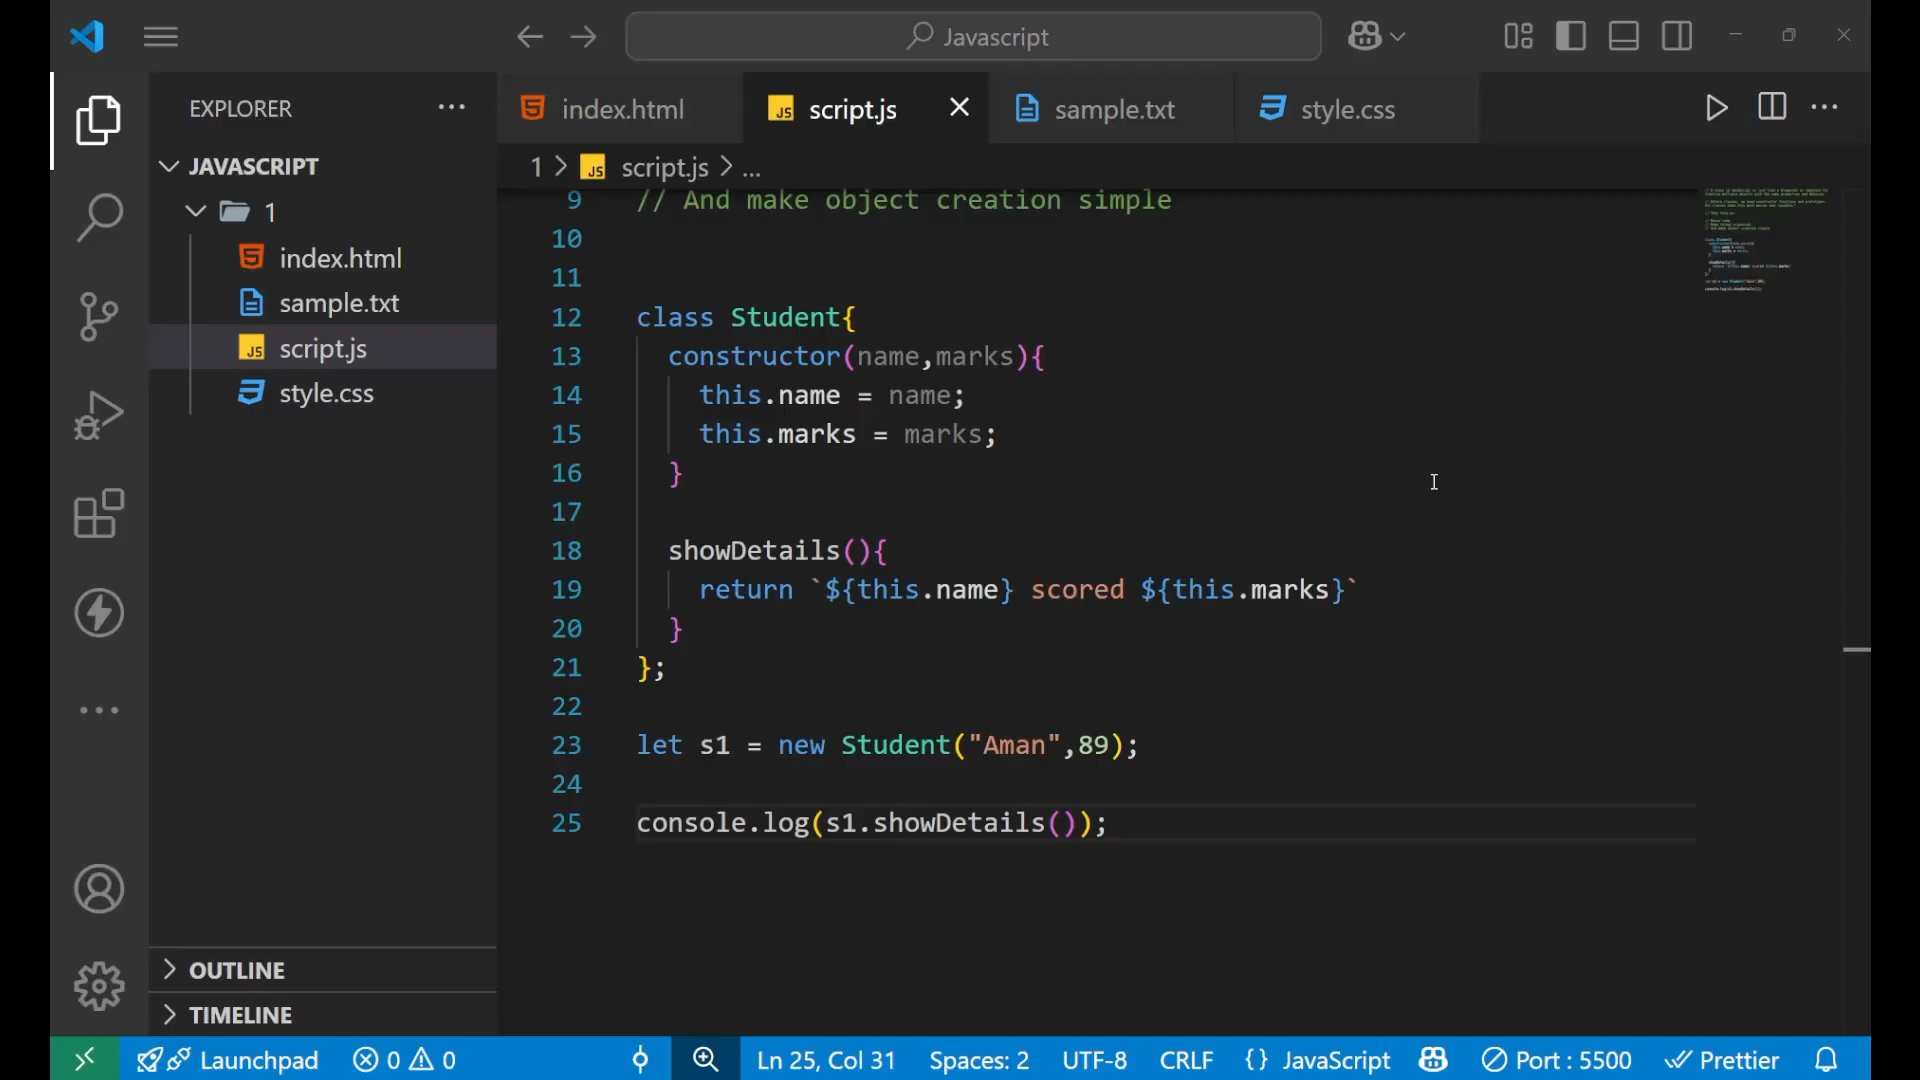 Javascript
EXPLORER
index.html
script.js
sample.txt
style.css
JAVASCRIPT
1 > script.js > ...
1
index.html
sample.txt
script.js
style.css
9 // And make object creation simple
10
11
12 class Student{
13 constructor(name,marks){
14 this.name = name;
15 this.marks = marks;
16 }
17
18 showDetails(){
19 return `${this.name} scored ${this.marks}`
20 }
21 };
22
23 let s1 = new Student("Aman",89);
24
25 console.log(s1.showDetails());
OUTLINE
TIMELINE
Launchpad 0 0 Ln 25, Col 31 Spaces: 2 UTF-8 CRLF {} JavaScript Port : 5500 Prettier